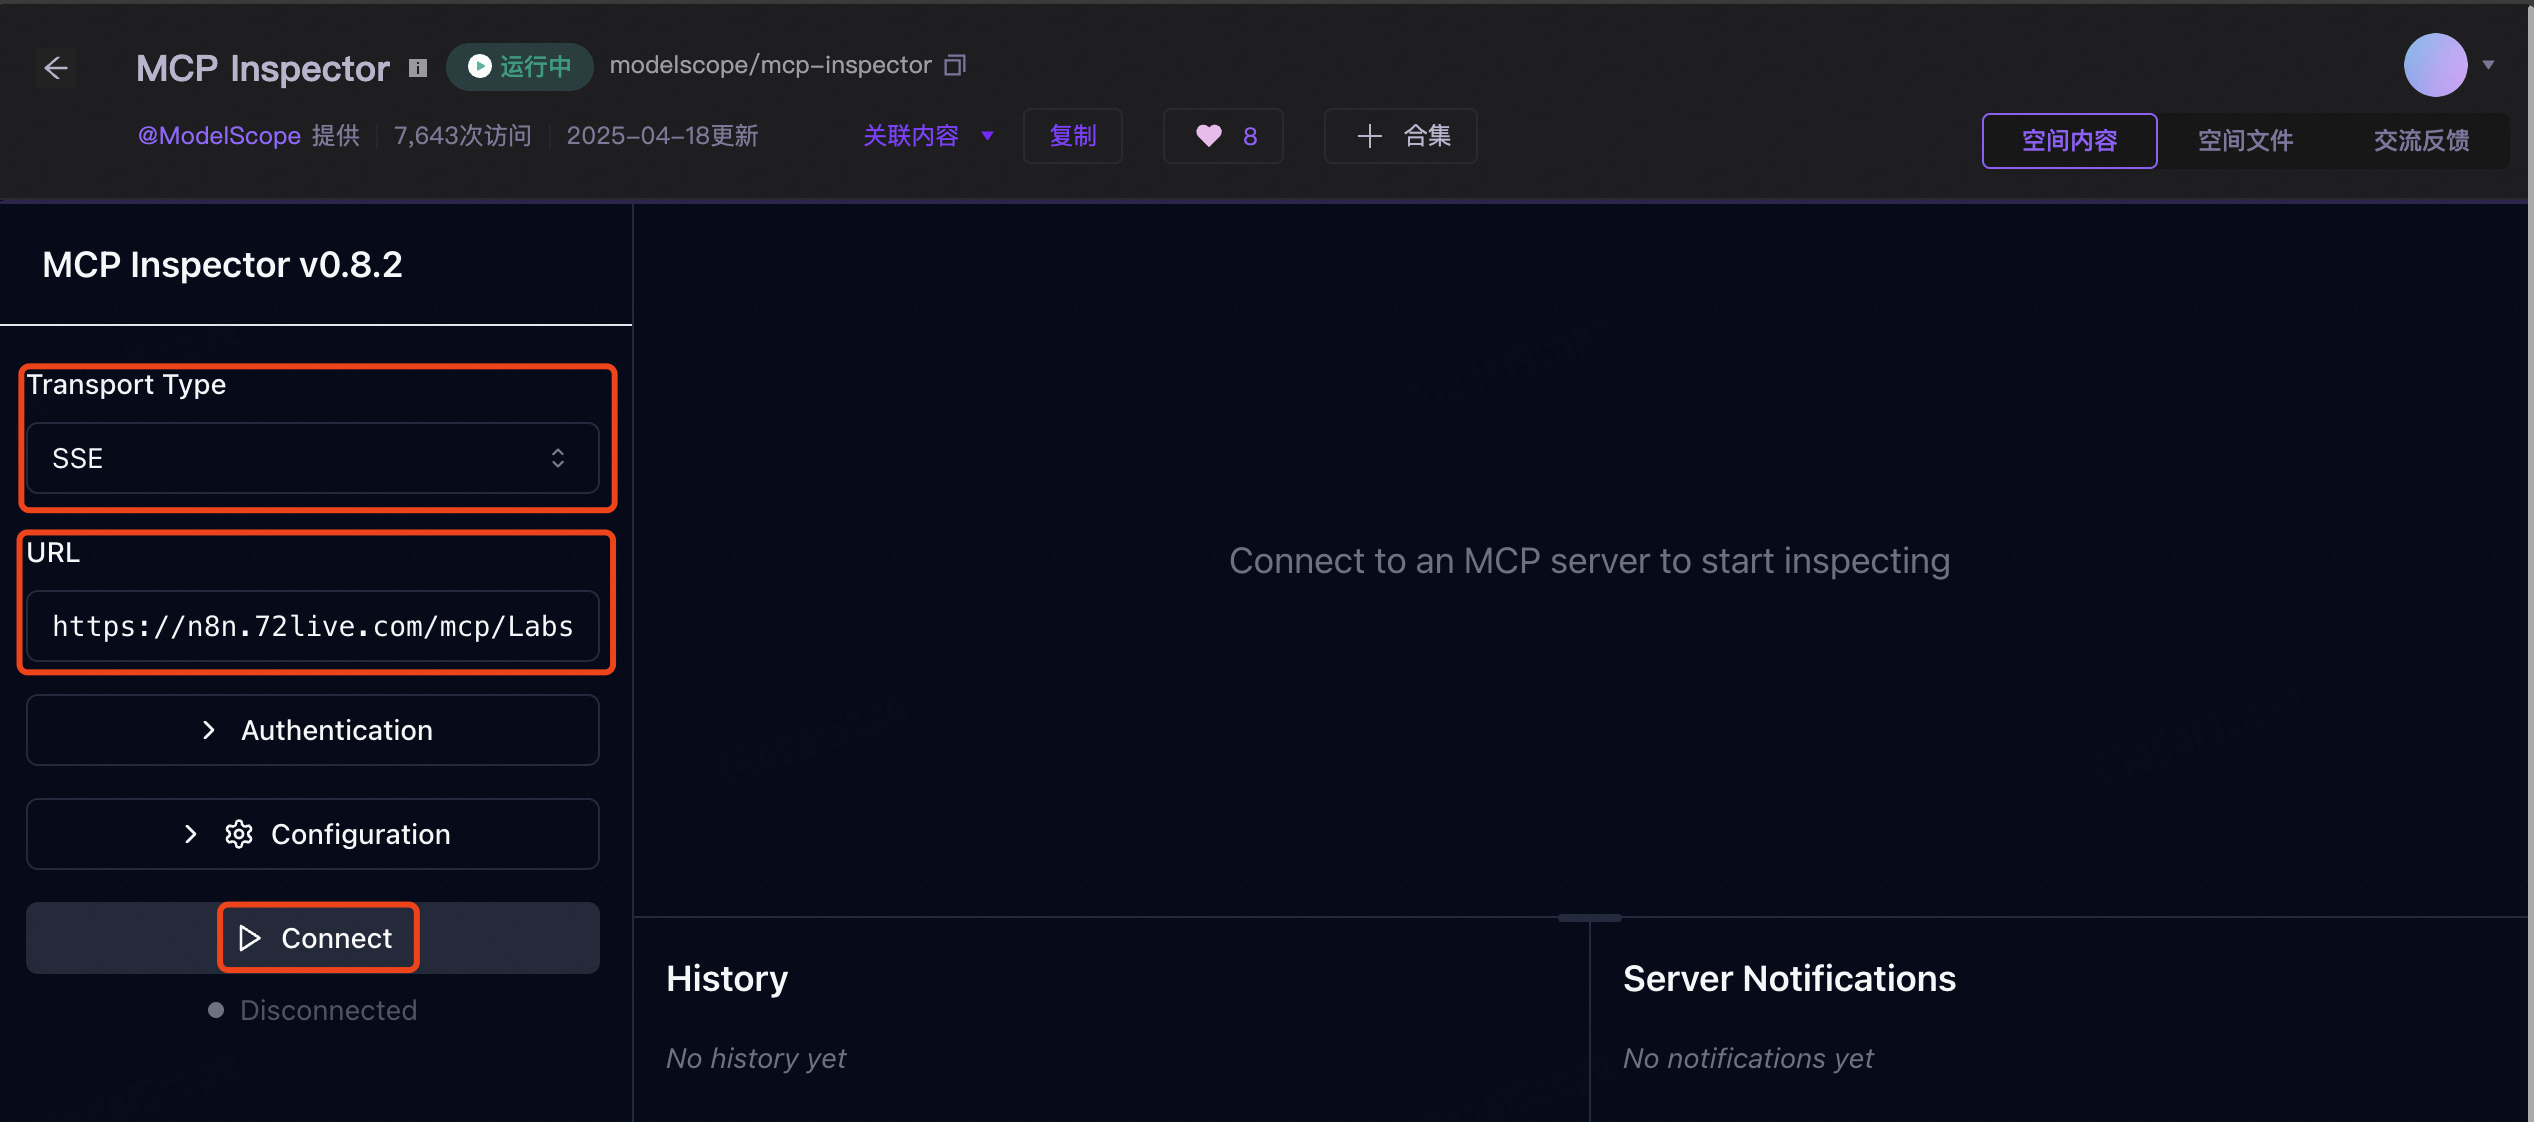 MCP Inspector 运行中 modelscope/mcp-inspector
@ModelScope 提供 7,643次访问 2025-04-18更新 关联内容 复制 8 合集
空间内容 空间文件 交流反馈
MCP Inspector v0.8.2
Transport Type
SSE
URL
https://n8n.72live.com/mcp/Labs
Authentication
Configuration
Connect
Disconnected
Connect to an MCP server to start inspecting
History
No history yet
Server Notifications
No notifications yet